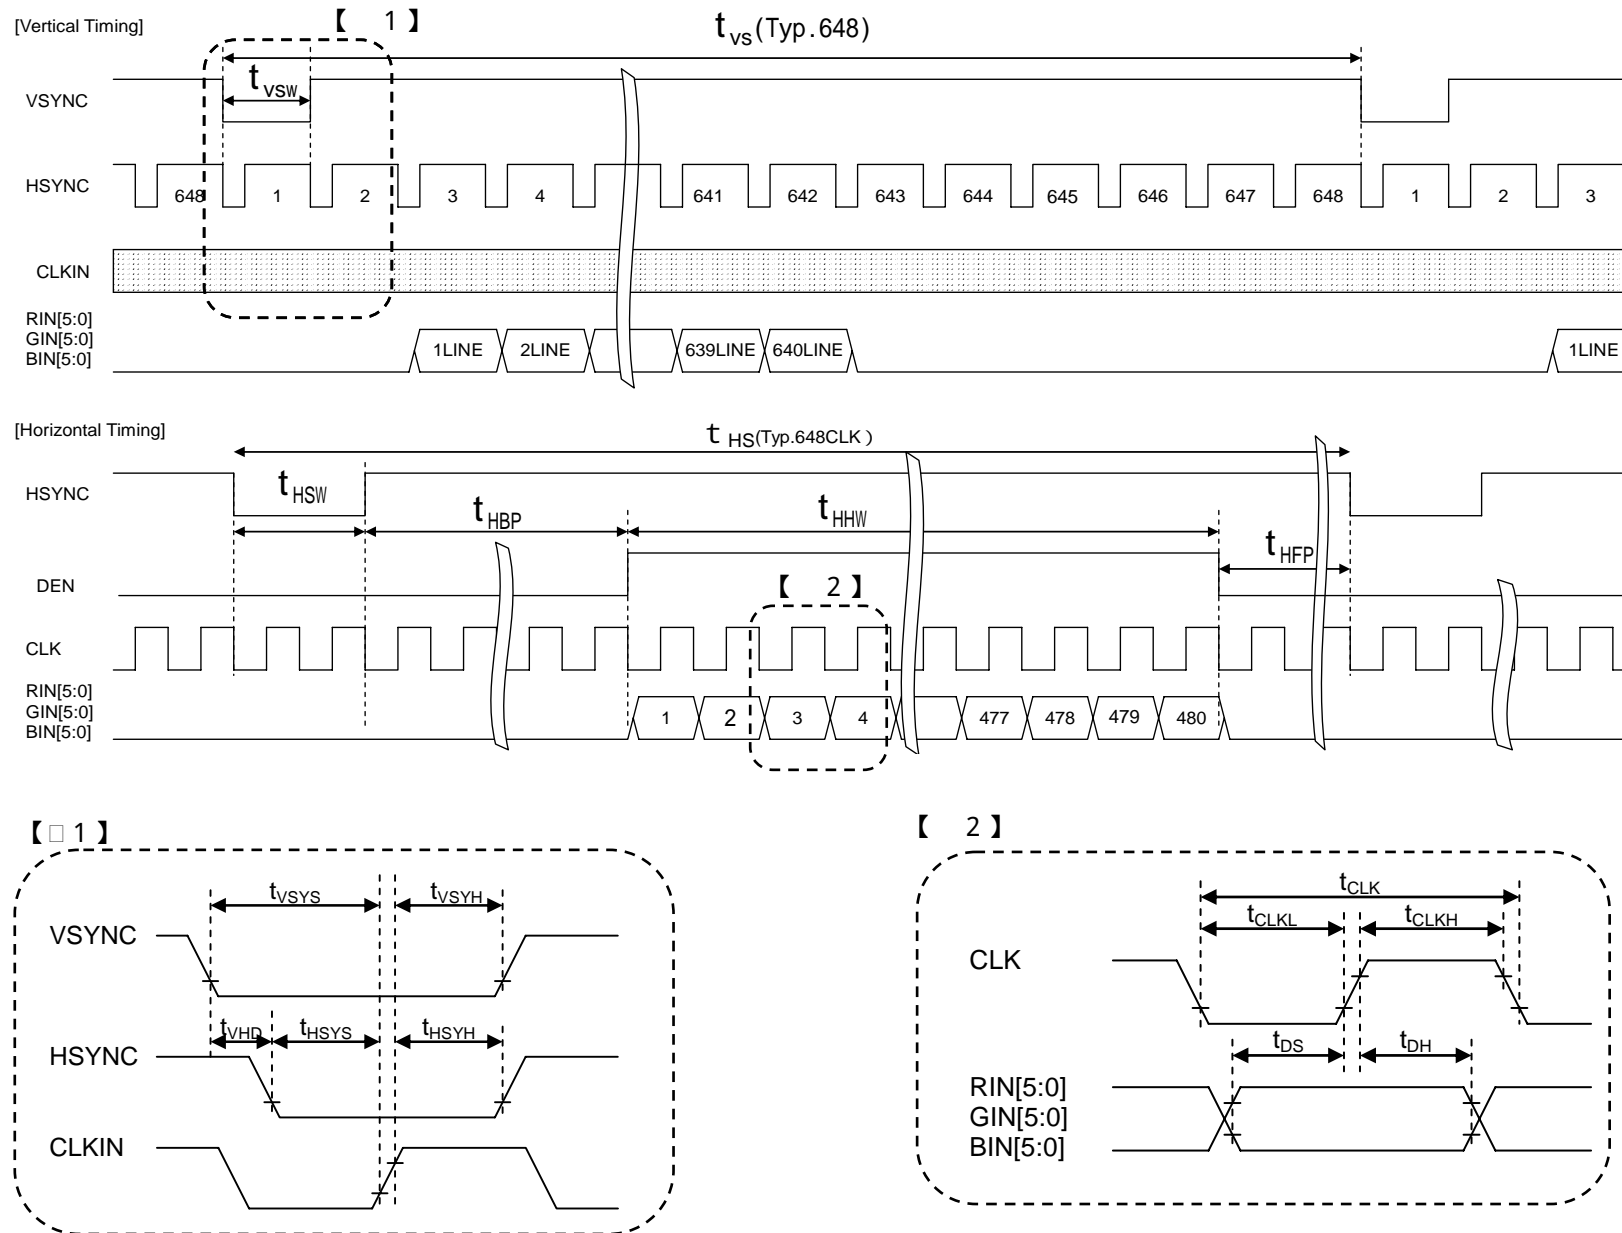 [Vertical Timing]
【 1 】
tvs(Typ.648)
tVSW
VSYNC
HSYNC
648 1 2 3 4 641 642 643 644 645 646 647 648 1 2 3
CLKIN
RIN[5:0]
GIN[5:0]
BIN[5:0]
1LINE 2LINE 639LINE 640LINE 1LINE
[Horizontal Timing]
tHS(Typ.648CLK)
HSYNC
tHSW
tHBP
tHHW
tHFP
DEN
【 2 】
CLK
RIN[5:0]
GIN[5:0]
BIN[5:0]
1 2 3 4 477 478 479 480
【□ 1 】
tVSYS tVSYH
VSYNC
tVHD tHSYS tHSYH
HSYNC
CLKIN
【 2 】
tCLK
tCLKL tCLKH
CLK
tDS tDH
RIN[5:0]
GIN[5:0]
BIN[5:0]